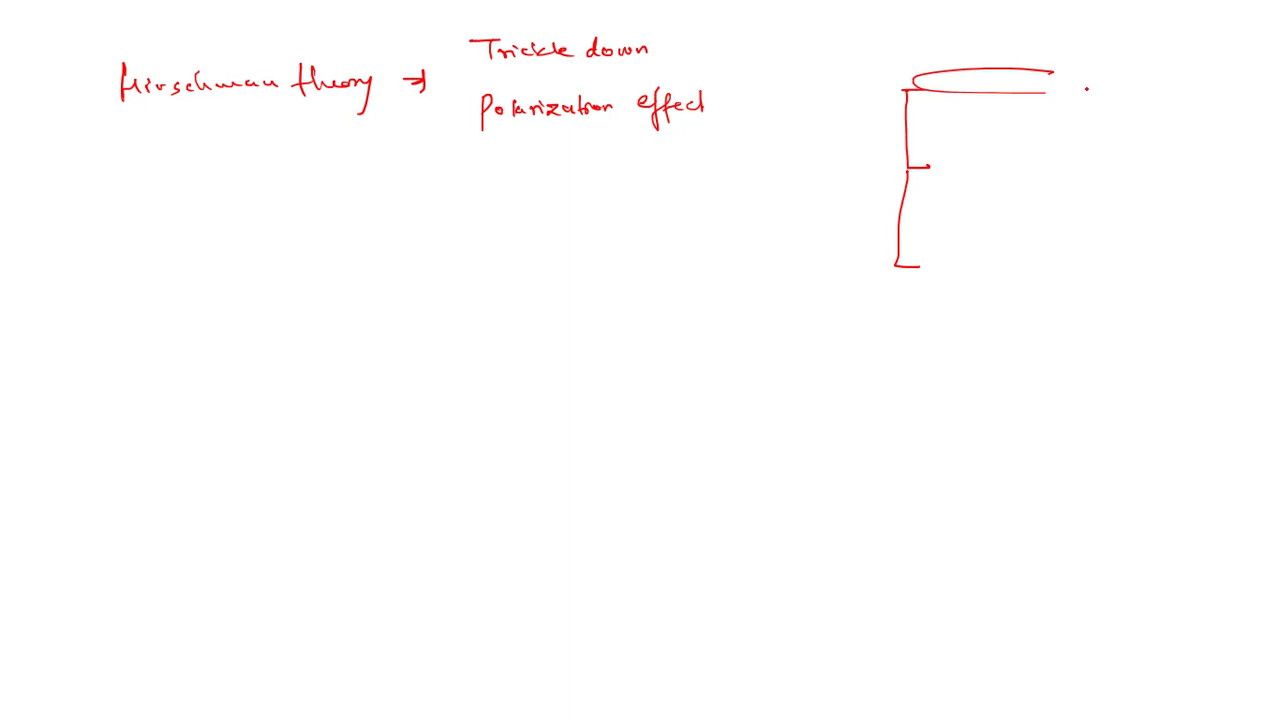 Trickle down
Hirschman theory →
Polarization effect